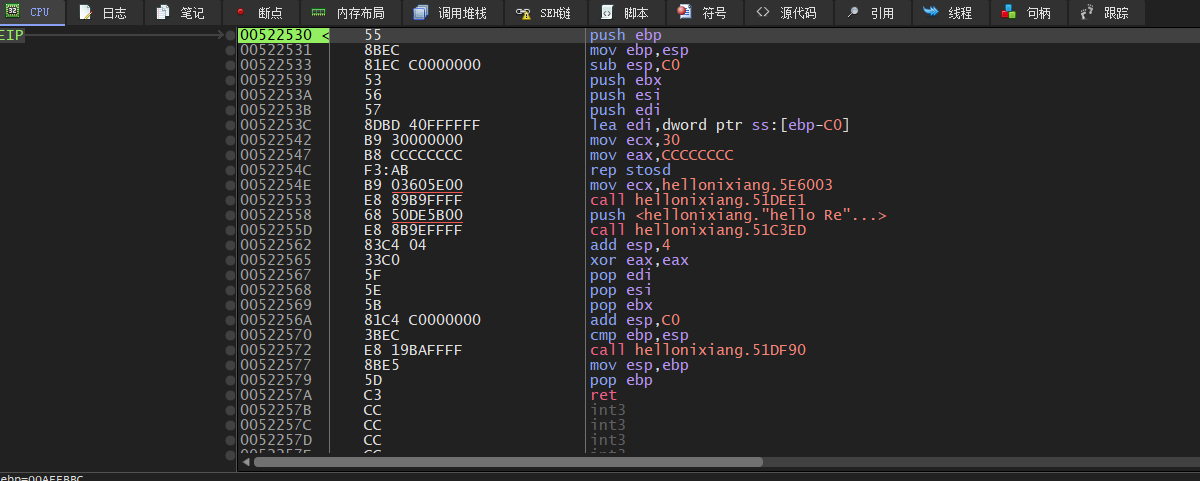 CPU 日志 笔记 断点 内存布局 调用堆栈 SEH链 脚本 符号 源代码 引用 线程 句柄 跟踪
EIP 00522530 < 55 push ebp
00522531 8BEC mov ebp,esp
00522533 81EC C0000000 sub esp,C0
00522539 53 push ebx
0052253A 56 push esi
0052253B 57 push edi
0052253C 8DBD 40FFFFFF lea edi,dword ptr ss:[ebp-C0]
00522542 B9 30000000 mov ecx,30
00522547 B8 CCCCCCCC mov eax,CCCCCCCC
0052254C F3:AB rep stosd
0052254E B9 03605E00 mov ecx,hellonixiang.5E6003
00522553 E8 89B9FFFF call hellonixiang.51DEE1
00522558 68 50DE5B00 push <hellonixiang."hello Re"...>
0052255D E8 8B9EFFFF call hellonixiang.51C3ED
00522562 83C4 04 add esp,4
00522565 33C0 xor eax,eax
00522567 5F pop edi
00522568 5E pop esi
00522569 5B pop ebx
0052256A 81C4 C0000000 add esp,C0
00522570 3BEC cmp ebp,esp
00522572 E8 19BAFFFF call hellonixiang.51DF90
00522577 8BE5 mov esp,ebp
00522579 5D pop ebp
0052257A C3 ret
0052257B CC int3
0052257C CC int3
0052257D CC int3
0052257E CC int3